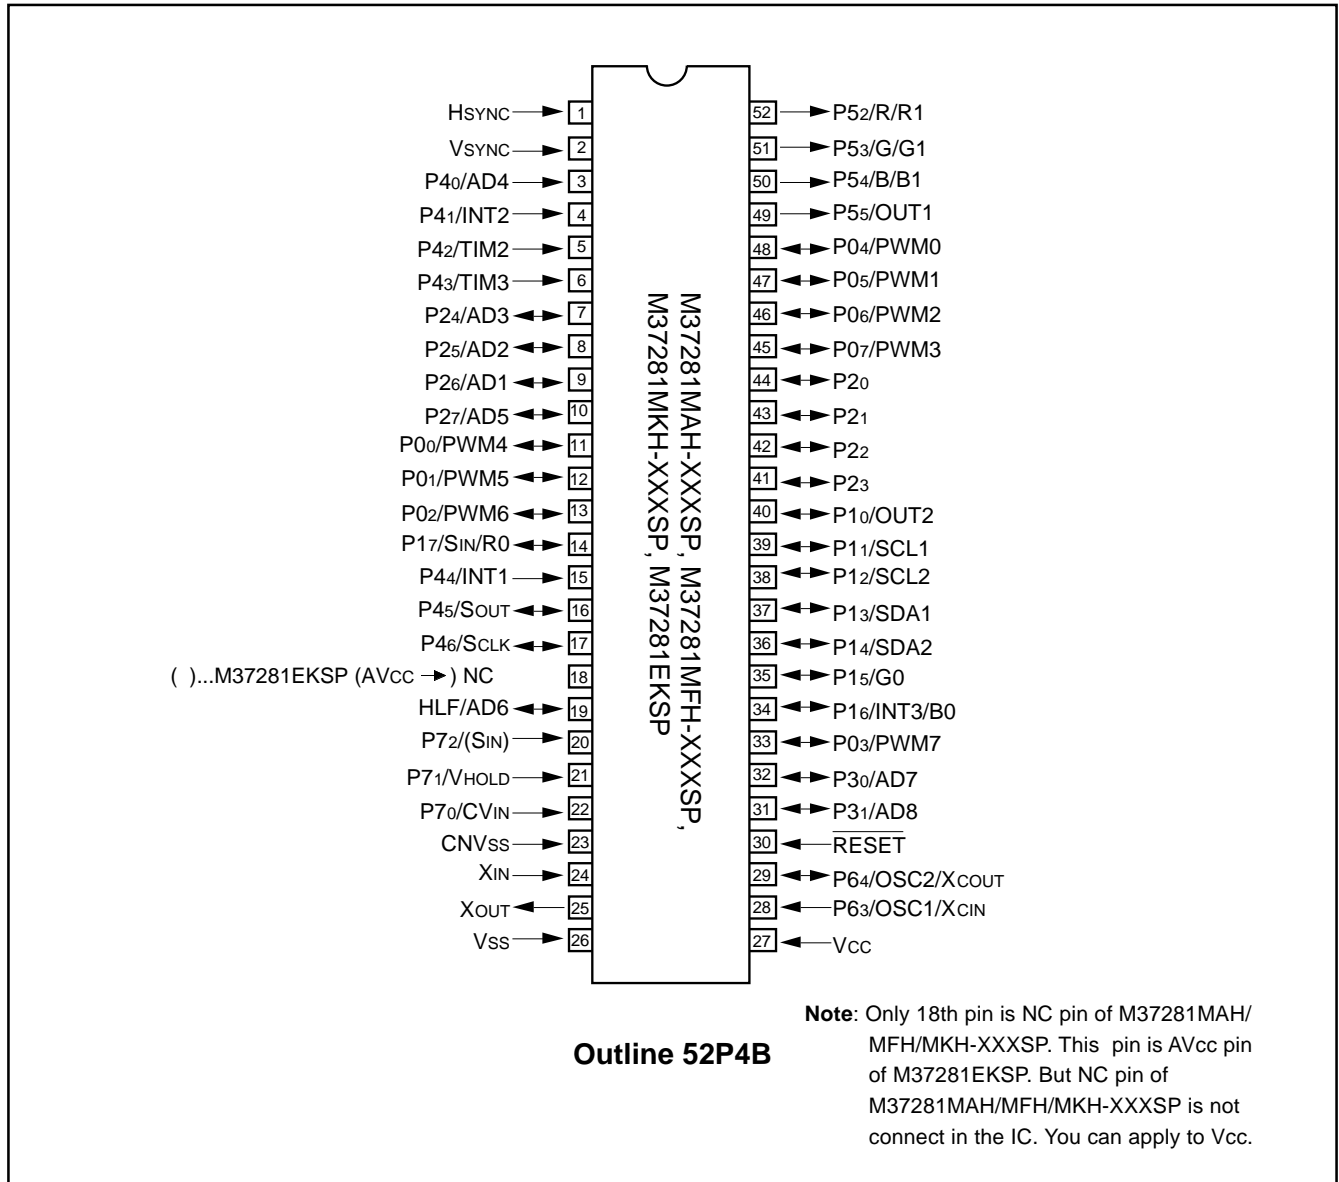 HSYNC
VSYNC
P40/AD4
P41/INT2
P42/TIM2
P43/TIM3
P24/AD3
P25/AD2
P26/AD1
P27/AD5
P00/PWM4
P01/PWM5
P02/PWM6
P17/SIN/R0
P44/INT1
P45/SOUT
P46/SCLK
( )...M37281EKSP (AVCC → ) NC
HLF/AD6
P72/(SIN)
P71/VHOLD
P70/CVIN
CNVSS
XIN
XOUT
VSS
1
2
3
4
5
6
7
8
9
10
11
12
13
14
15
16
17
18
19
20
21
22
23
24
25
26
M37281MAH-XXXSP, M37281MFH-XXXSP,
M37281MKH-XXXSP, M37281EKSP
52
51
50
49
48
47
46
45
44
43
42
41
40
39
38
37
36
35
34
33
32
31
30
29
28
27
P52/R/R1
P53/G/G1
P54/B/B1
P55/OUT1
P04/PWM0
P05/PWM1
P06/PWM2
P07/PWM3
P20
P21
P22
P23
P10/OUT2
P11/SCL1
P12/SCL2
P13/SDA1
P14/SDA2
P15/G0
P16/INT3/B0
P03/PWM7
P30/AD7
P31/AD8
RESET
P64/OSC2/XCOUT
P63/OSC1/XCIN
VCC
Outline 52P4B
Note: Only 18th pin is NC pin of M37281MAH/
MFH/MKH-XXXSP. This pin is AVcc pin
of M37281EKSP. But NC pin of
M37281MAH/MFH/MKH-XXXSP is not
connect in the IC. You can apply to Vcc.